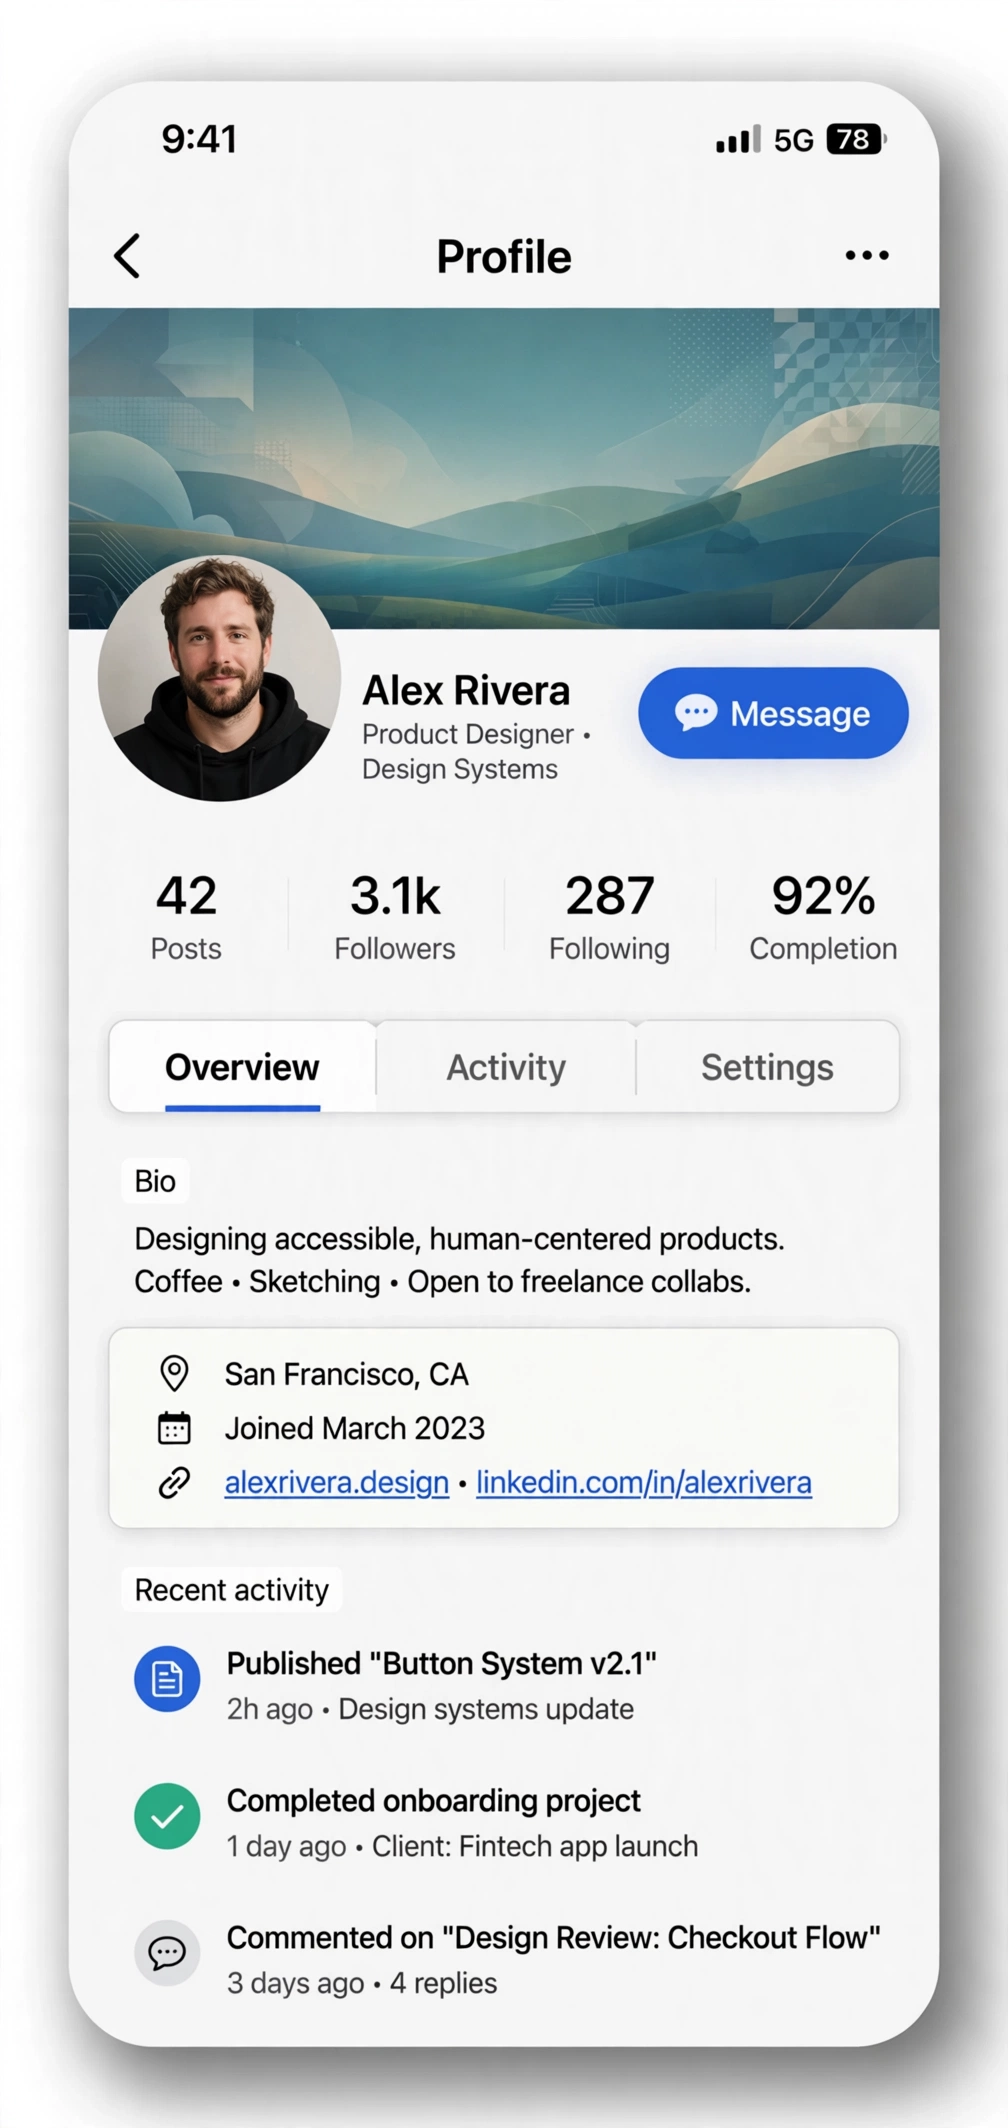 9:41 5G 78
Profile
Alex Rivera
Product Designer •
Design Systems
Message
42 3.1k 287 92%
Posts Followers Following Completion
Overview Activity Settings
Bio
Designing accessible, human-centered products.
Coffee • Sketching • Open to freelance collabs.
San Francisco, CA
Joined March 2023
alexrivera.design • linkedin.com/in/alexrivera
Recent activity
Published "Button System v2.1"
2h ago • Design systems update
Completed onboarding project
1 day ago • Client: Fintech app launch
Commented on "Design Review: Checkout Flow"
3 days ago • 4 replies